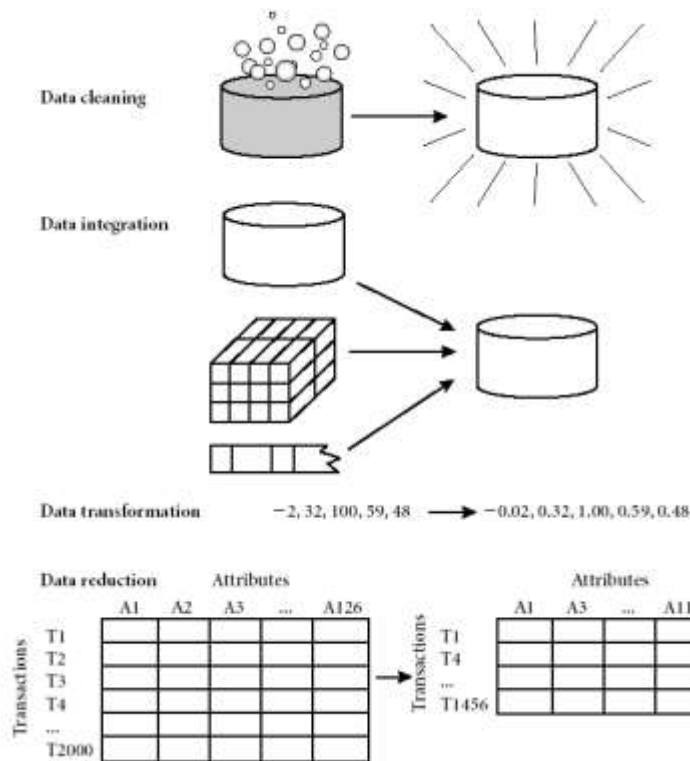 Data cleaning
Data integration
Data transformation −2, 32, 100, 59, 48 −0.02, 0.32, 1.00, 0.59, 0.48
Data reduction Attributes Attributes
A1 A2 A3 ... A126 A1 A3 ... A11
Transactions
T1
T2
T3
T4
...
T2000
Transactions
T1
T4
...
T1456